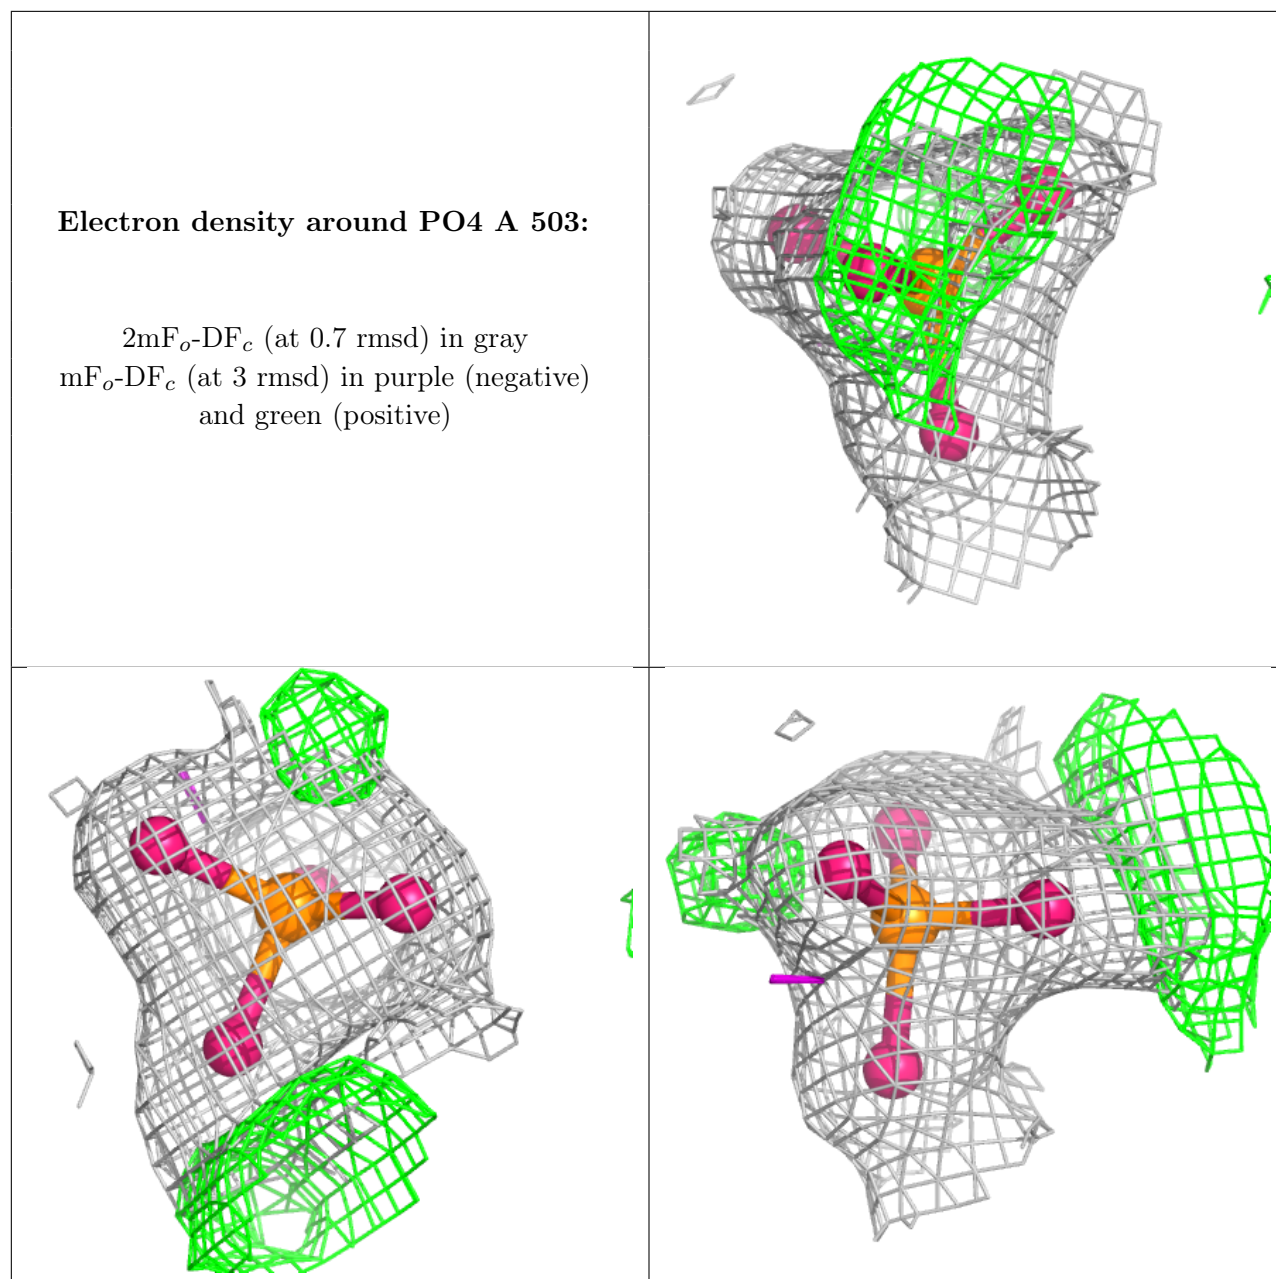 Electron density around PO4 A 503:
2mFo-DFc (at 0.7 rmsd) in gray
mFo-DFc (at 3 rmsd) in purple (negative)
and green (positive)